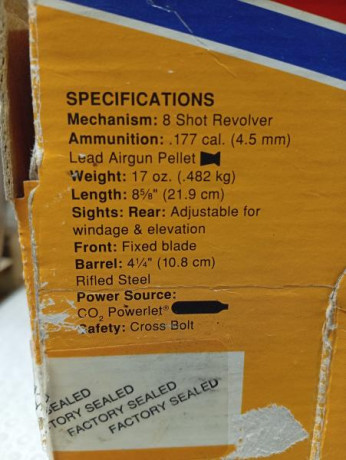 SPECIFICATIONS
Mechanism: 8 Shot Revolver
Ammunition: .177 cal. (4.5 mm)
Lead Airgun Pellet
Weight: 17 oz. (.482 kg)
Length: 8⅝" (21.9 cm)
Sights: Rear: Adjustable for
windage & elevation
Front: Fixed blade
Barrel: 4¼" (10.8 cm)
Rifled Steel
Power Source:
CO₂ Powerlet®
Safety: Cross Bolt
SEALED
TORY SEALED
FACTORY SEALED
FACTORY SEALED